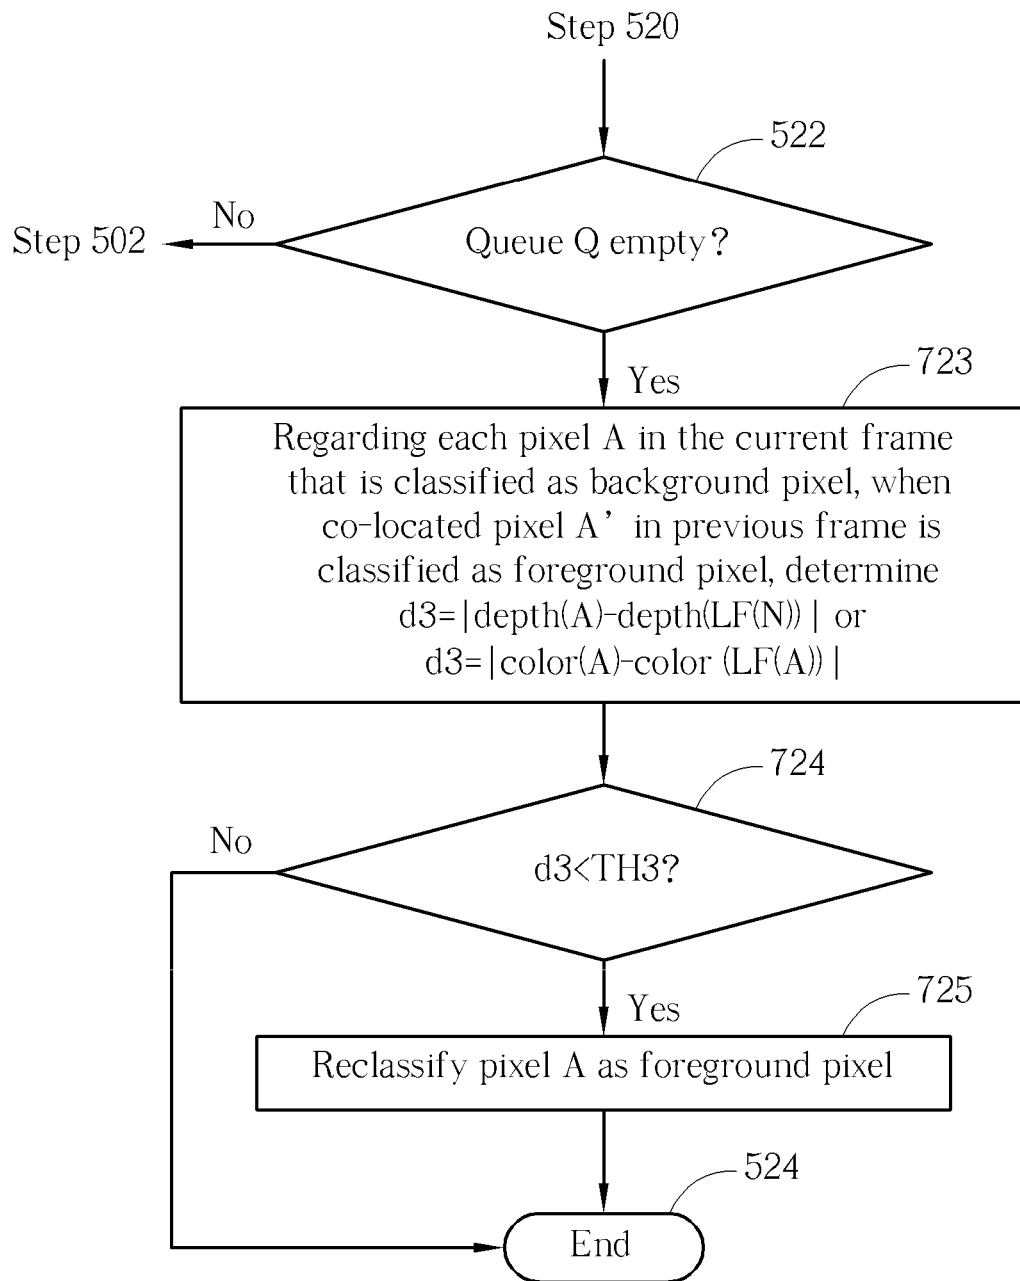 Step 520
522
No
Step 502
Queue Q empty?
723
Yes
Regarding each pixel A in the current frame
that is classified as background pixel, when
co-located pixel A’ in previous frame is
classified as foreground pixel, determine
d3=|depth(A)-depth(LF(N))| or
d3=|color(A)-color (LF(A))|
724
No
d3<TH3?
725
Yes
Reclassify pixel A as foreground pixel
524
End